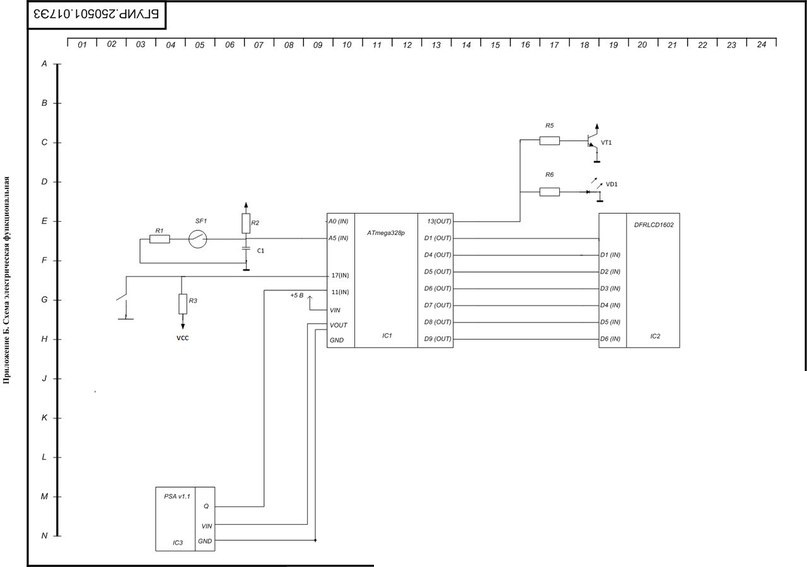 БГУИР.250501.017ЭЗ
01 02 03 04 05 06 07 08 09 10 11 12 13 14 15 16 17 18 19 20 21 22 23 24
A
B
C
D
E
F
G
H
J
K
L
M
N
Приложение Б. Схема электрическая функциональная
R5
VT1
R6
VD1
R1
SF1
R2
C1
R3
VCC
+5 В
A0 (IN)
A5 (IN)
17(IN)
11(IN)
VIN
VOUT
GND
ATmega328p
IC1
13(OUT)
D1 (OUT)
D4 (OUT)
D5 (OUT)
D6 (OUT)
D7 (OUT)
D8 (OUT)
D9 (OUT)
DFRLCD1602
D1 (IN)
D2 (IN)
D3 (IN)
D4 (IN)
D5 (IN)
D6 (IN)
IC2
PSA v1.1
Q
VIN
GND
IC3